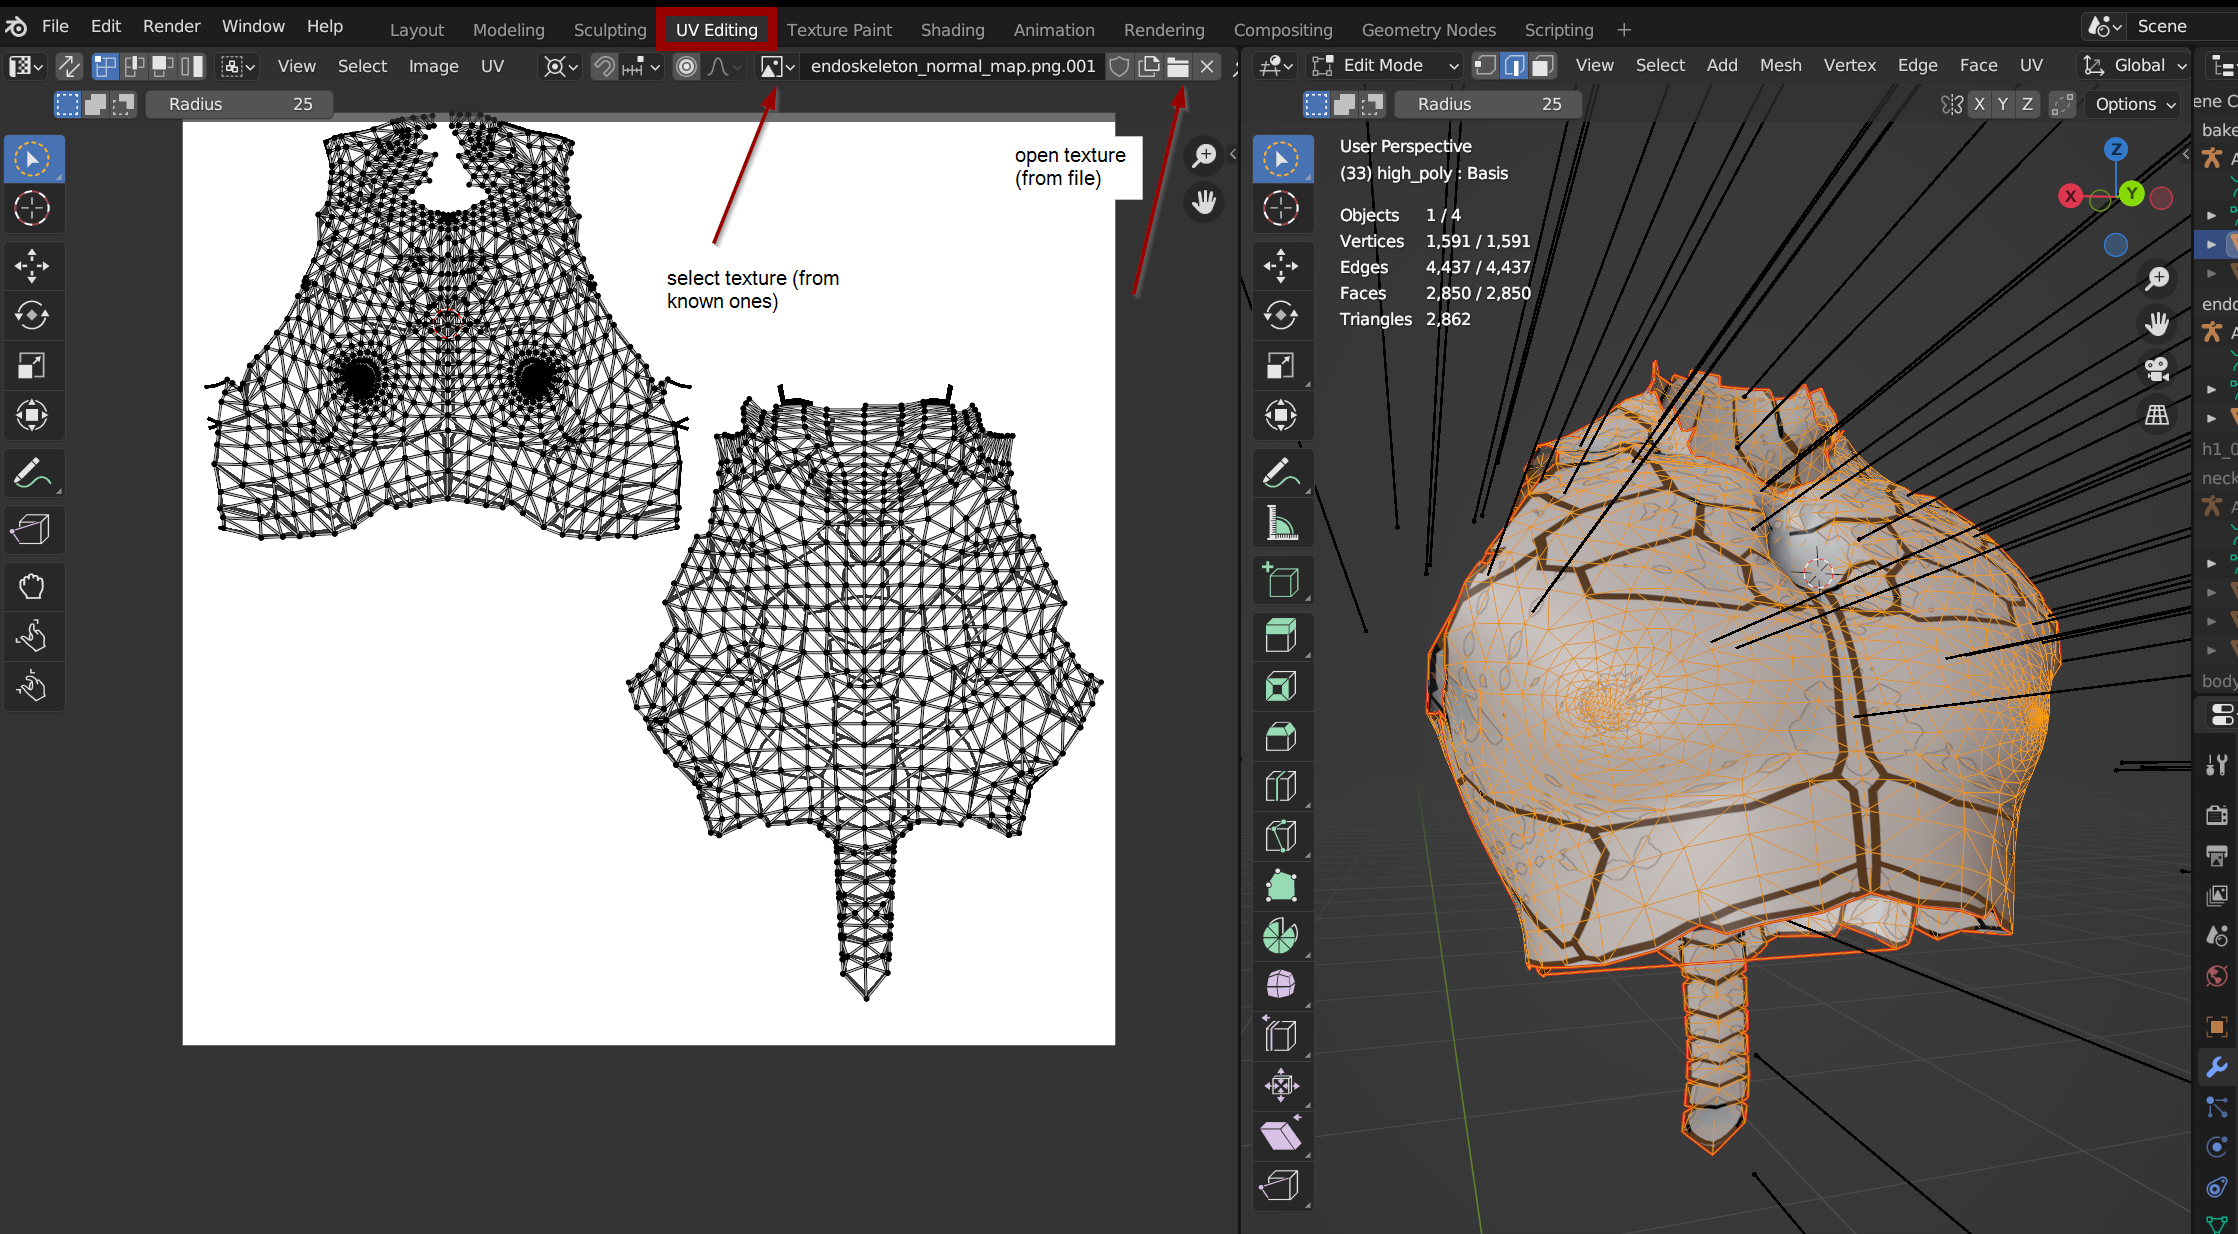 File Edit Render Window Help Layout Modeling Sculpting UV Editing Texture Paint Shading Animation Rendering Compositing Geometry Nodes Scripting + Scene
View Select Image UV endoskeleton_normal_map.png.001 Edit Mode View Select Add Mesh Vertex Edge Face UV Global
Radius 25 Radius 25 X Y Z Options
open texture
(from file)
select texture (from
known ones)
User Perspective
(33) high_poly : Basis
Objects 1 / 4
Vertices 1,591 / 1,591
Edges 4,437 / 4,437
Faces 2,850 / 2,850
Triangles 2,862
Z
X Y
ene C
bake
endo
h1_0
neck
body